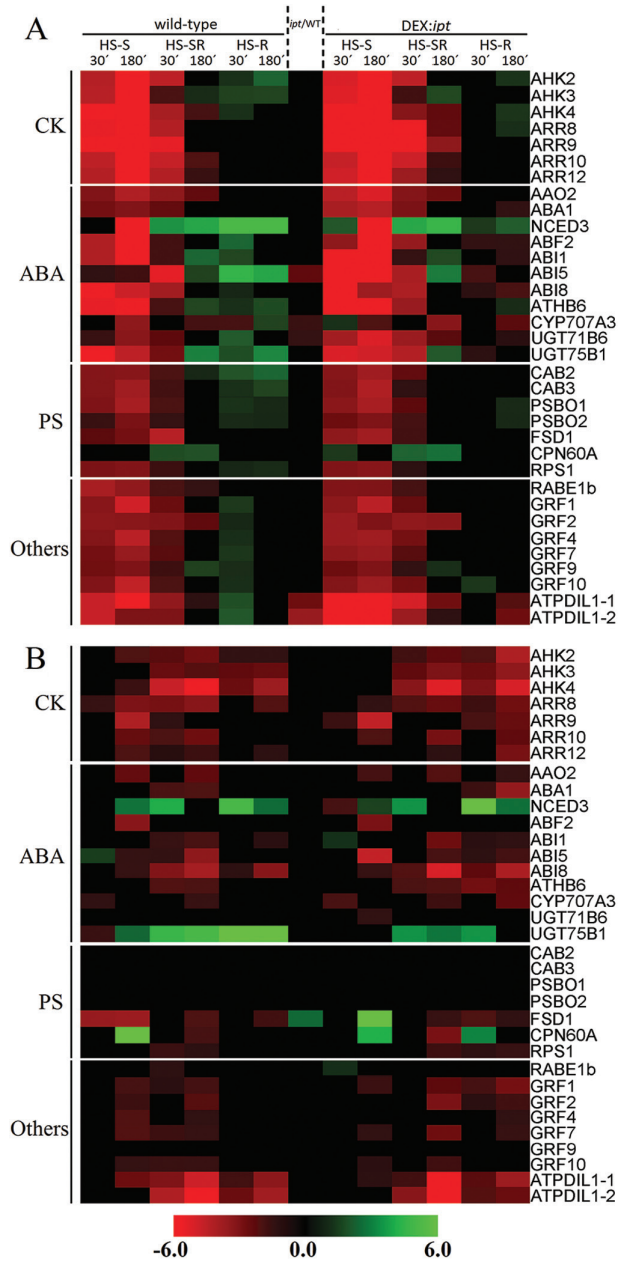 A
wild-type ipt/WT DEX:ipt
HS-S HS-SR HS-R HS-S HS-SR HS-R
30′ 180′ 30′ 180′ 30′ 180′ 30′ 180′ 30′ 180′ 30′ 180′
CK
AHK2
AHK3
AHK4
ARR8
ARR9
ARR10
ARR12
ABA
AAO2
ABA1
NCED3
ABF2
ABI1
ABI5
ABI8
ATHB6
CYP707A3
UGT71B6
UGT75B1
PS
CAB2
CAB3
PSBO1
PSBO2
FSD1
CPN60A
RPS1
Others
RABE1b
GRF1
GRF2
GRF4
GRF7
GRF9
GRF10
ATPDIL1-1
ATPDIL1-2
B
CK
AHK2
AHK3
AHK4
ARR8
ARR9
ARR10
ARR12
ABA
AAO2
ABA1
NCED3
ABF2
ABI1
ABI5
ABI8
ATHB6
CYP707A3
UGT71B6
UGT75B1
PS
CAB2
CAB3
PSBO1
PSBO2
FSD1
CPN60A
RPS1
Others
RABE1b
GRF1
GRF2
GRF4
GRF7
GRF9
GRF10
ATPDIL1-1
ATPDIL1-2
-6.0 0.0 6.0